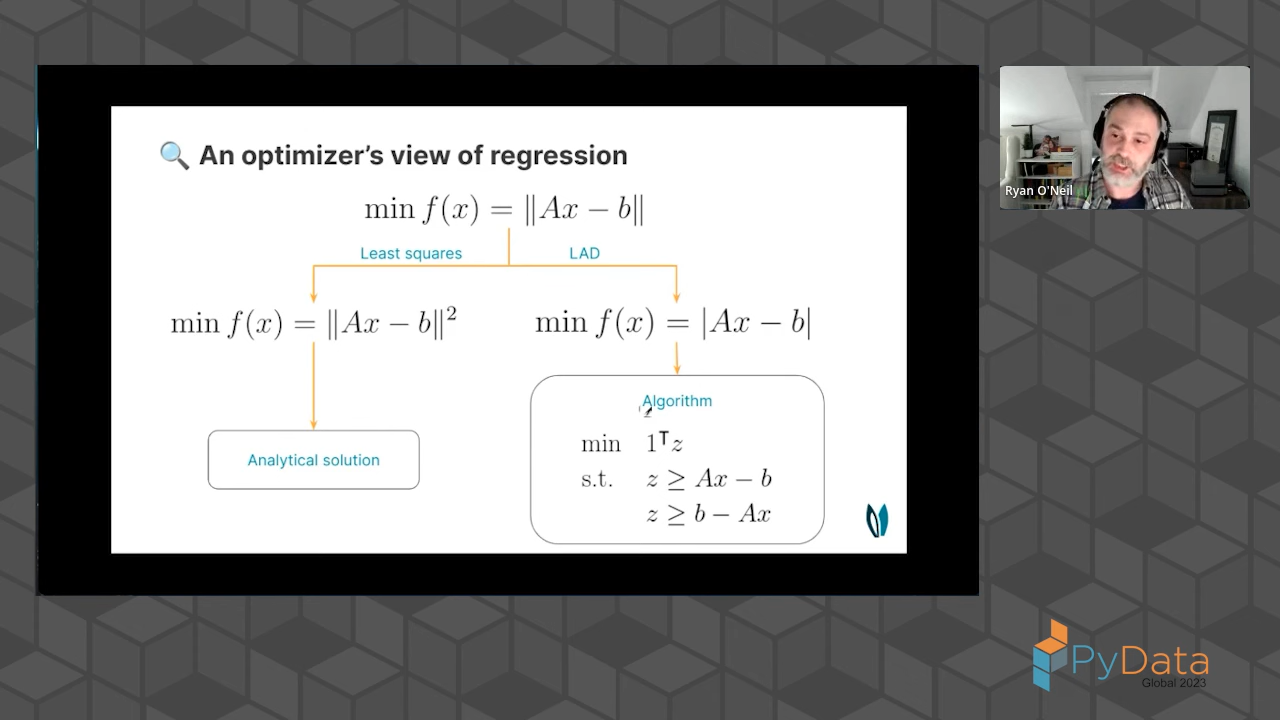 🔍 An optimizer's view of regression
min f(x) = ‖Ax − b‖
Least squares
LAD
min f(x) = ‖Ax − b‖²
min f(x) = |Ax − b|
Analytical solution
Algorithm
min 1ᵀz
s.t. z ≥ Ax − b
z ≥ b − Ax
Ryan O'Neil
PyData
Global 2023